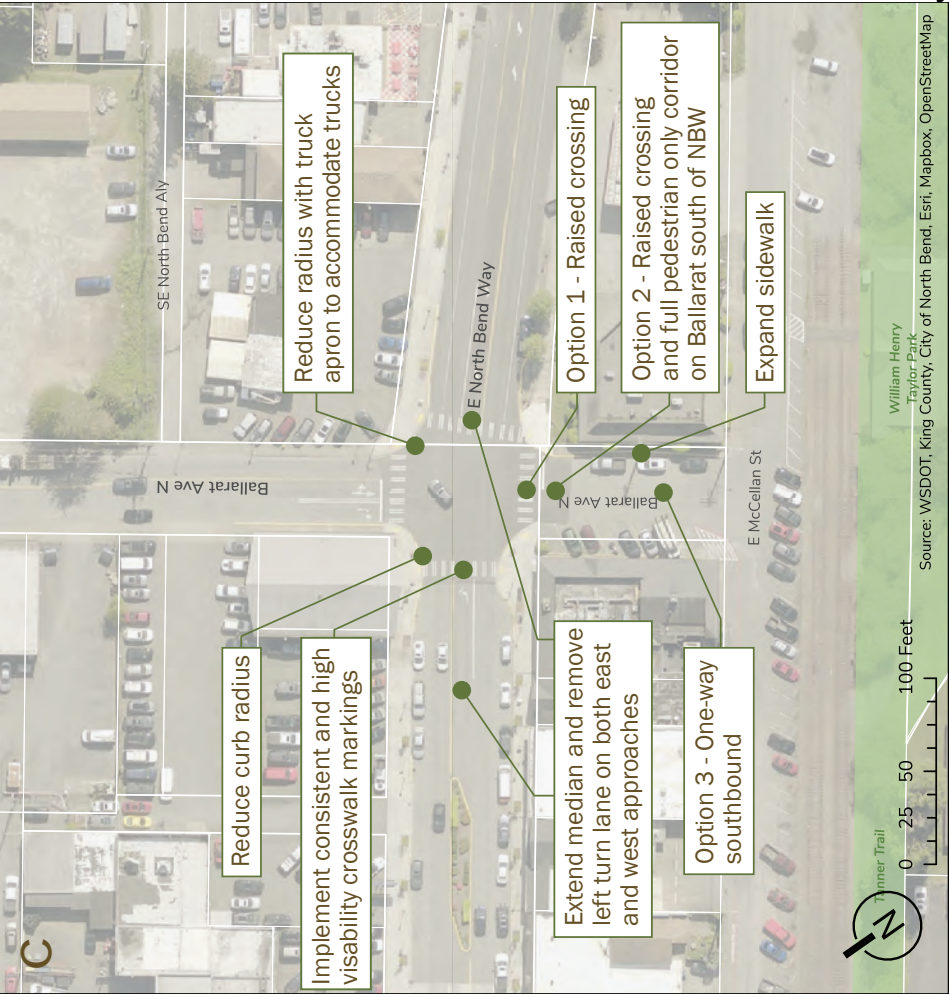 C
SE North Bend Aly
Reduce radius with truck
apron to accommodate trucks
Reduce curb radius
Implement consistent and high
visability crosswalk markings
Ballarat Ave N
E North Bend Way
Option 1 - Raised crossing
Option 2 - Raised crossing
and full pedestrian only corridor
on Ballarat south of NBW
Expand sidewalk
Ballarat Ave N
E McCellan St
Extend median and remove
left turn lane on both east
and west approaches
Option 3 - One-way
southbound
William Henry
Taylor Park
Tanner Trail
N
0 25 50 100 Feet
Source: WSDOT, King County, City of North Bend, Esri, Mapbox, OpenStreetMap